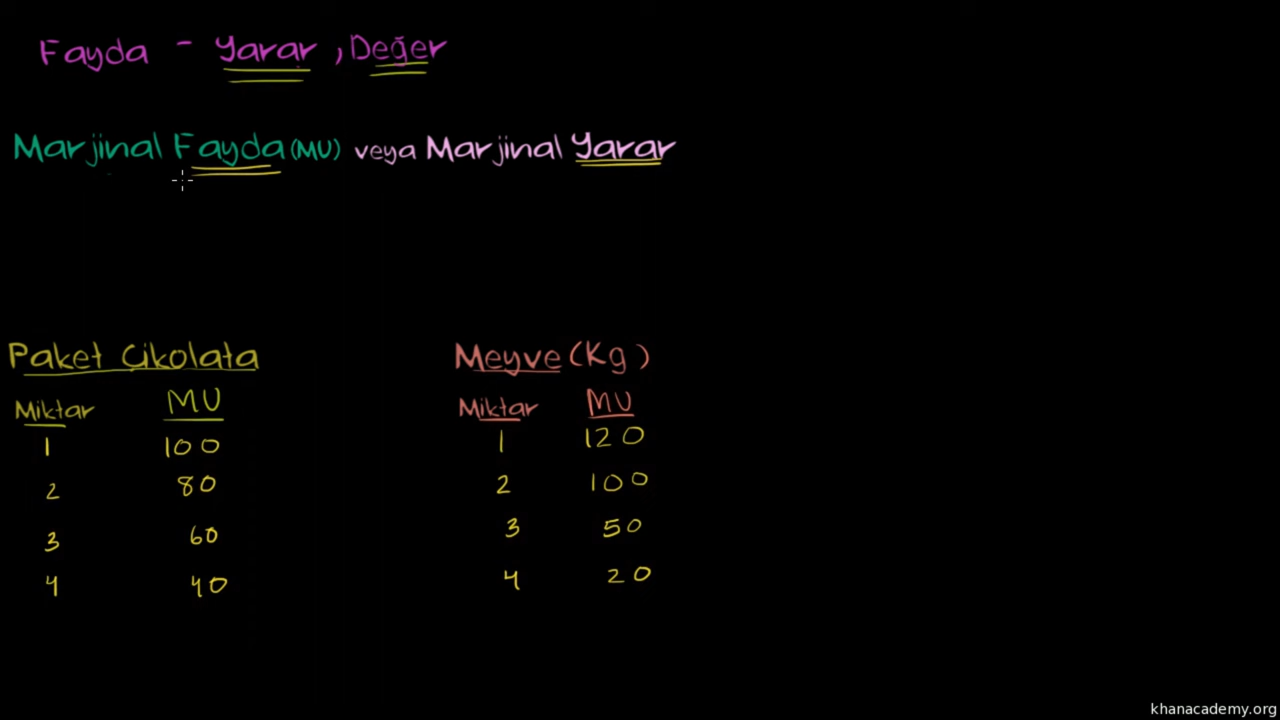 Fayda - Yarar, Değer
Marjinal Fayda (MU) veya Marjinal Yarar
Paket Cikolata
Miktar MU
1 100
2 80
3 60
4 40
Meyve (Kg)
Miktar MU
1 120
2 100
3 50
4 20
khanacademy.org